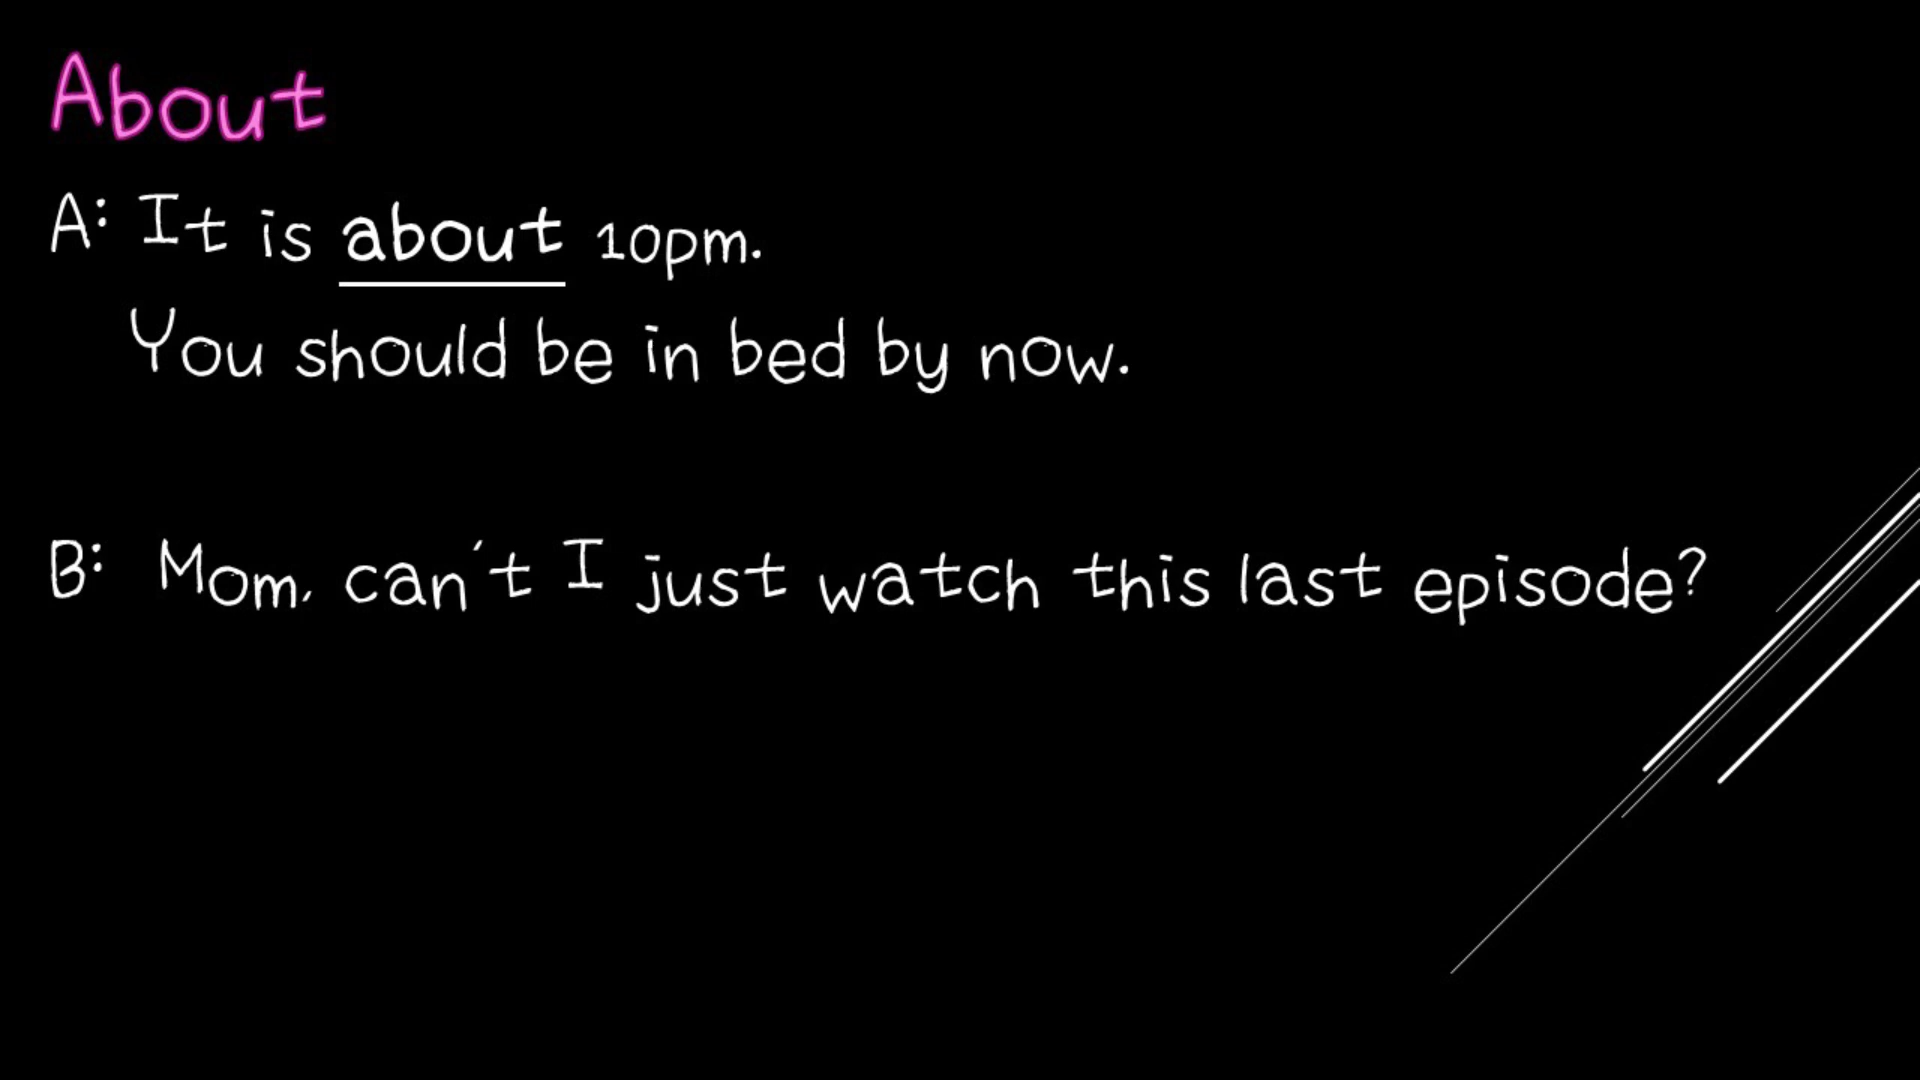 About
A: It is about 10pm.
You should be in bed by now.
B: Mom, can't I just watch this last episode?